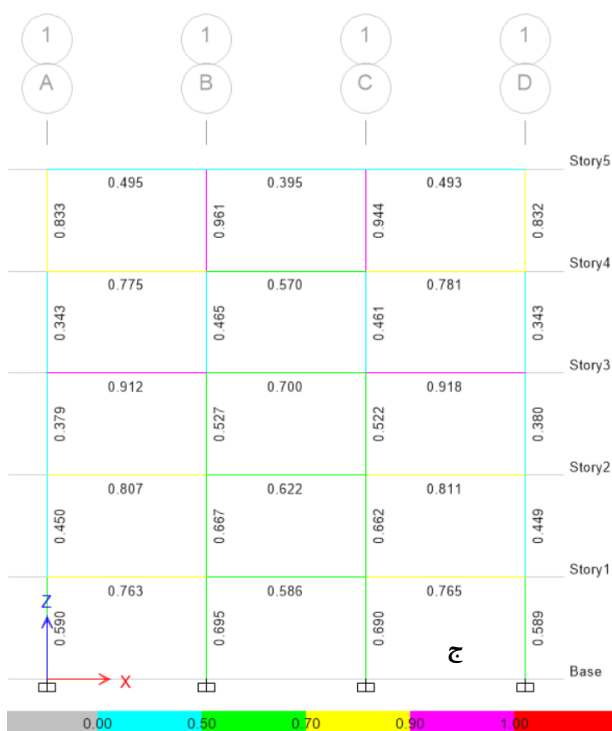 1 1 1 1
A B C D
Story5
0.495 0.395 0.493
0.833 0.961 0.944 0.832
Story4
0.775 0.570 0.781
0.343 0.465 0.461 0.343
Story3
0.912 0.700 0.918
0.379 0.527 0.522 0.380
Story2
0.807 0.622 0.811
0.450 0.667 0.662 0.449
Story1
0.763 0.586 0.765
Z
0.590 0.695 0.690 0.589
ج
X
Base
0.00 0.50 0.70 0.90 1.00